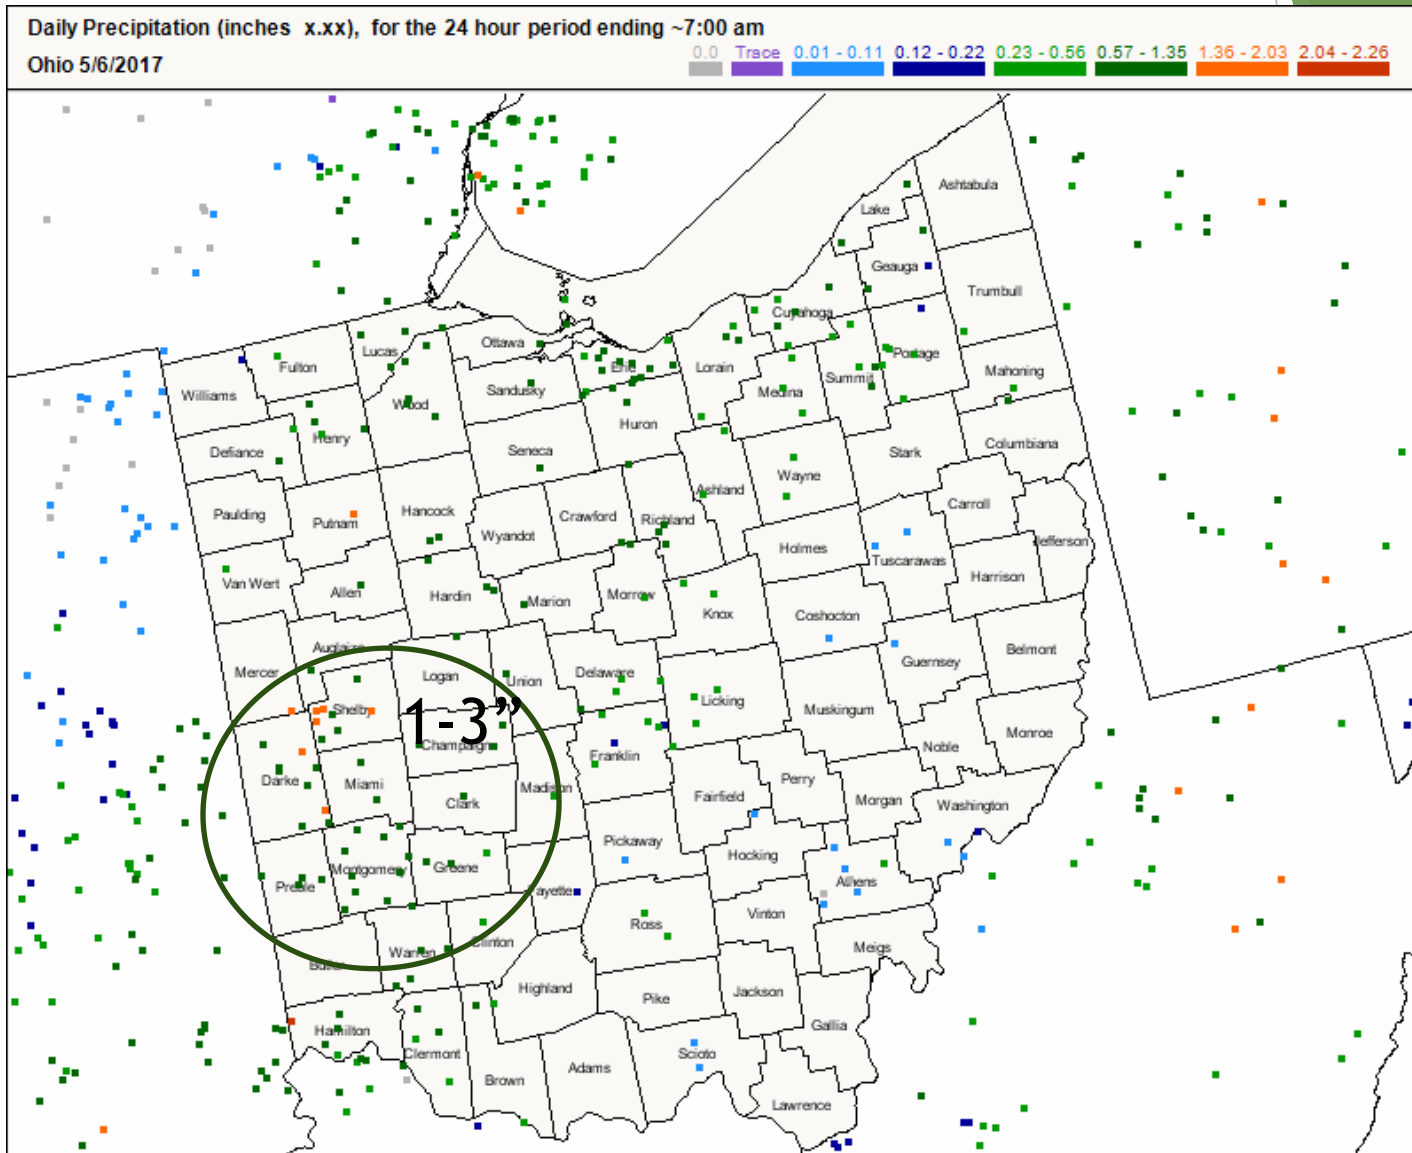 Daily Precipitation (inches x.xx), for the 24 hour period ending ~7:00 am
Ohio 5/6/2017
0.0 Trace 0.01 - 0.11 0.12 - 0.22 0.23 - 0.56 0.57 - 1.35 1.36 - 2.03 2.04 - 2.26
Ashtabula
Lake
Geauga
Trumbull
Cuyahoga
Ottawa
Lucas
Fulton
Erie
Lorain
Portage
Mahoning
Williams
Sandusky
Medina
Summit
Wood
Huron
Henry
Defiance
Seneca
Stark
Columbiana
Wayne
Ashland
Carroll
Paulding
Putnam
Hancock
Crawford
Richland
Wyandot
Holmes
Jefferson
Tuscarawas
Harrison
Van Wert
Allen
Hardin
Marion
Morrow
Knox
Coshocton
Auglaize
Belmont
Mercer
Logan
Union
Delaware
Guernsey
Licking
Shelby
1-3”
Muskingum
Champaign
Franklin
Noble
Monroe
Darke
Miami
Madison
Perry
Clark
Fairfield
Morgan
Washington
Pickaway
Hocking
Preble
Montgomery
Greene
Fayette
Athens
Vinton
Ross
Butler
Warren
Clinton
Meigs
Highland
Pike
Jackson
Hamilton
Gallia
Clermont
Scioto
Brown
Adams
Lawrence